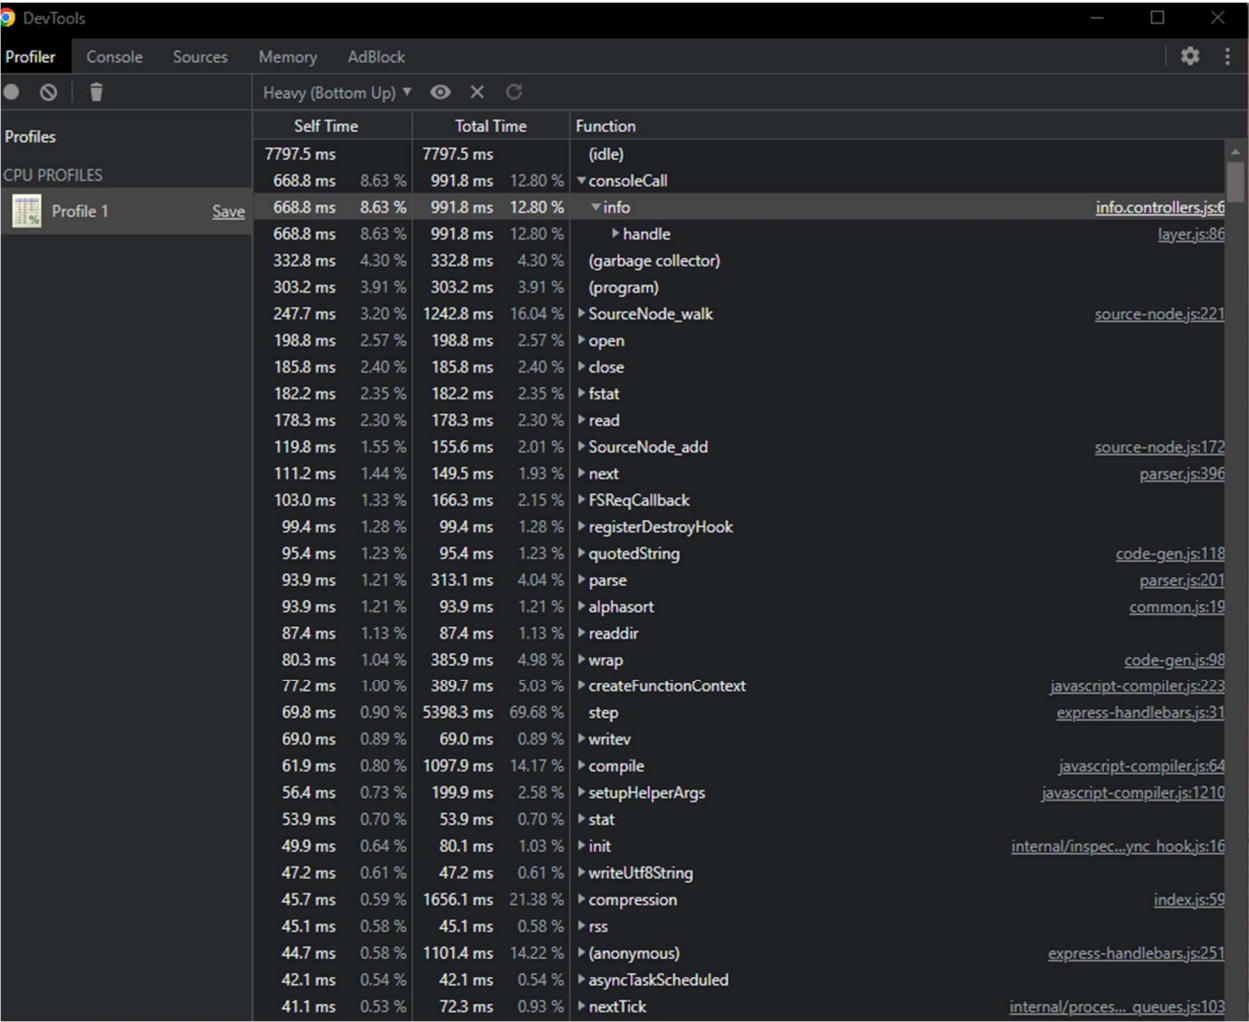 DevTools
Profiler Console Sources Memory AdBlock
Heavy (Bottom Up)
Profiles
CPU PROFILES
Profile 1 Save
Self Time Total Time Function
7797.5 ms 7797.5 ms (idle)
668.8 ms 8.63 % 991.8 ms 12.80 % consoleCall
668.8 ms 8.63 % 991.8 ms 12.80 % info info.controllers.js:6
668.8 ms 8.63 % 991.8 ms 12.80 % handle layer.js:86
332.8 ms 4.30 % 332.8 ms 4.30 % (garbage collector)
303.2 ms 3.91 % 303.2 ms 3.91 % (program)
247.7 ms 3.20 % 1242.8 ms 16.04 % SourceNode_walk source-node.js:221
198.8 ms 2.57 % 198.8 ms 2.57 % open
185.8 ms 2.40 % 185.8 ms 2.40 % close
182.2 ms 2.35 % 182.2 ms 2.35 % fstat
178.3 ms 2.30 % 178.3 ms 2.30 % read
119.8 ms 1.55 % 155.6 ms 2.01 % SourceNode_add source-node.js:172
111.2 ms 1.44 % 149.5 ms 1.93 % next parser.js:396
103.0 ms 1.33 % 166.3 ms 2.15 % FSReqCallback
99.4 ms 1.28 % 99.4 ms 1.28 % registerDestroyHook
95.4 ms 1.23 % 95.4 ms 1.23 % quotedString code-gen.js:118
93.9 ms 1.21 % 313.1 ms 4.04 % parse parser.js:201
93.9 ms 1.21 % 93.9 ms 1.21 % alphasort common.js:19
87.4 ms 1.13 % 87.4 ms 1.13 % readdir
80.3 ms 1.04 % 385.9 ms 4.98 % wrap code-gen.js:98
77.2 ms 1.00 % 389.7 ms 5.03 % createFunctionContext javascript-compiler.js:223
69.8 ms 0.90 % 5398.3 ms 69.68 % step express-handlebars.js:31
69.0 ms 0.89 % 69.0 ms 0.89 % writev
61.9 ms 0.80 % 1097.9 ms 14.17 % compile javascript-compiler.js:64
56.4 ms 0.73 % 199.9 ms 2.58 % setupHelperArgs javascript-compiler.js:1210
53.9 ms 0.70 % 53.9 ms 0.70 % stat
49.9 ms 0.64 % 80.1 ms 1.03 % init internal/inspec...ync_hook.js:16
47.2 ms 0.61 % 47.2 ms 0.61 % writeUtf8String
45.7 ms 0.59 % 1656.1 ms 21.38 % compression index.js:59
45.1 ms 0.58 % 45.1 ms 0.58 % rss
44.7 ms 0.58 % 1101.4 ms 14.22 % (anonymous) express-handlebars.js:251
42.1 ms 0.54 % 42.1 ms 0.54 % asyncTaskScheduled
41.1 ms 0.53 % 72.3 ms 0.93 % nextTick internal/proces..._queues.js:103